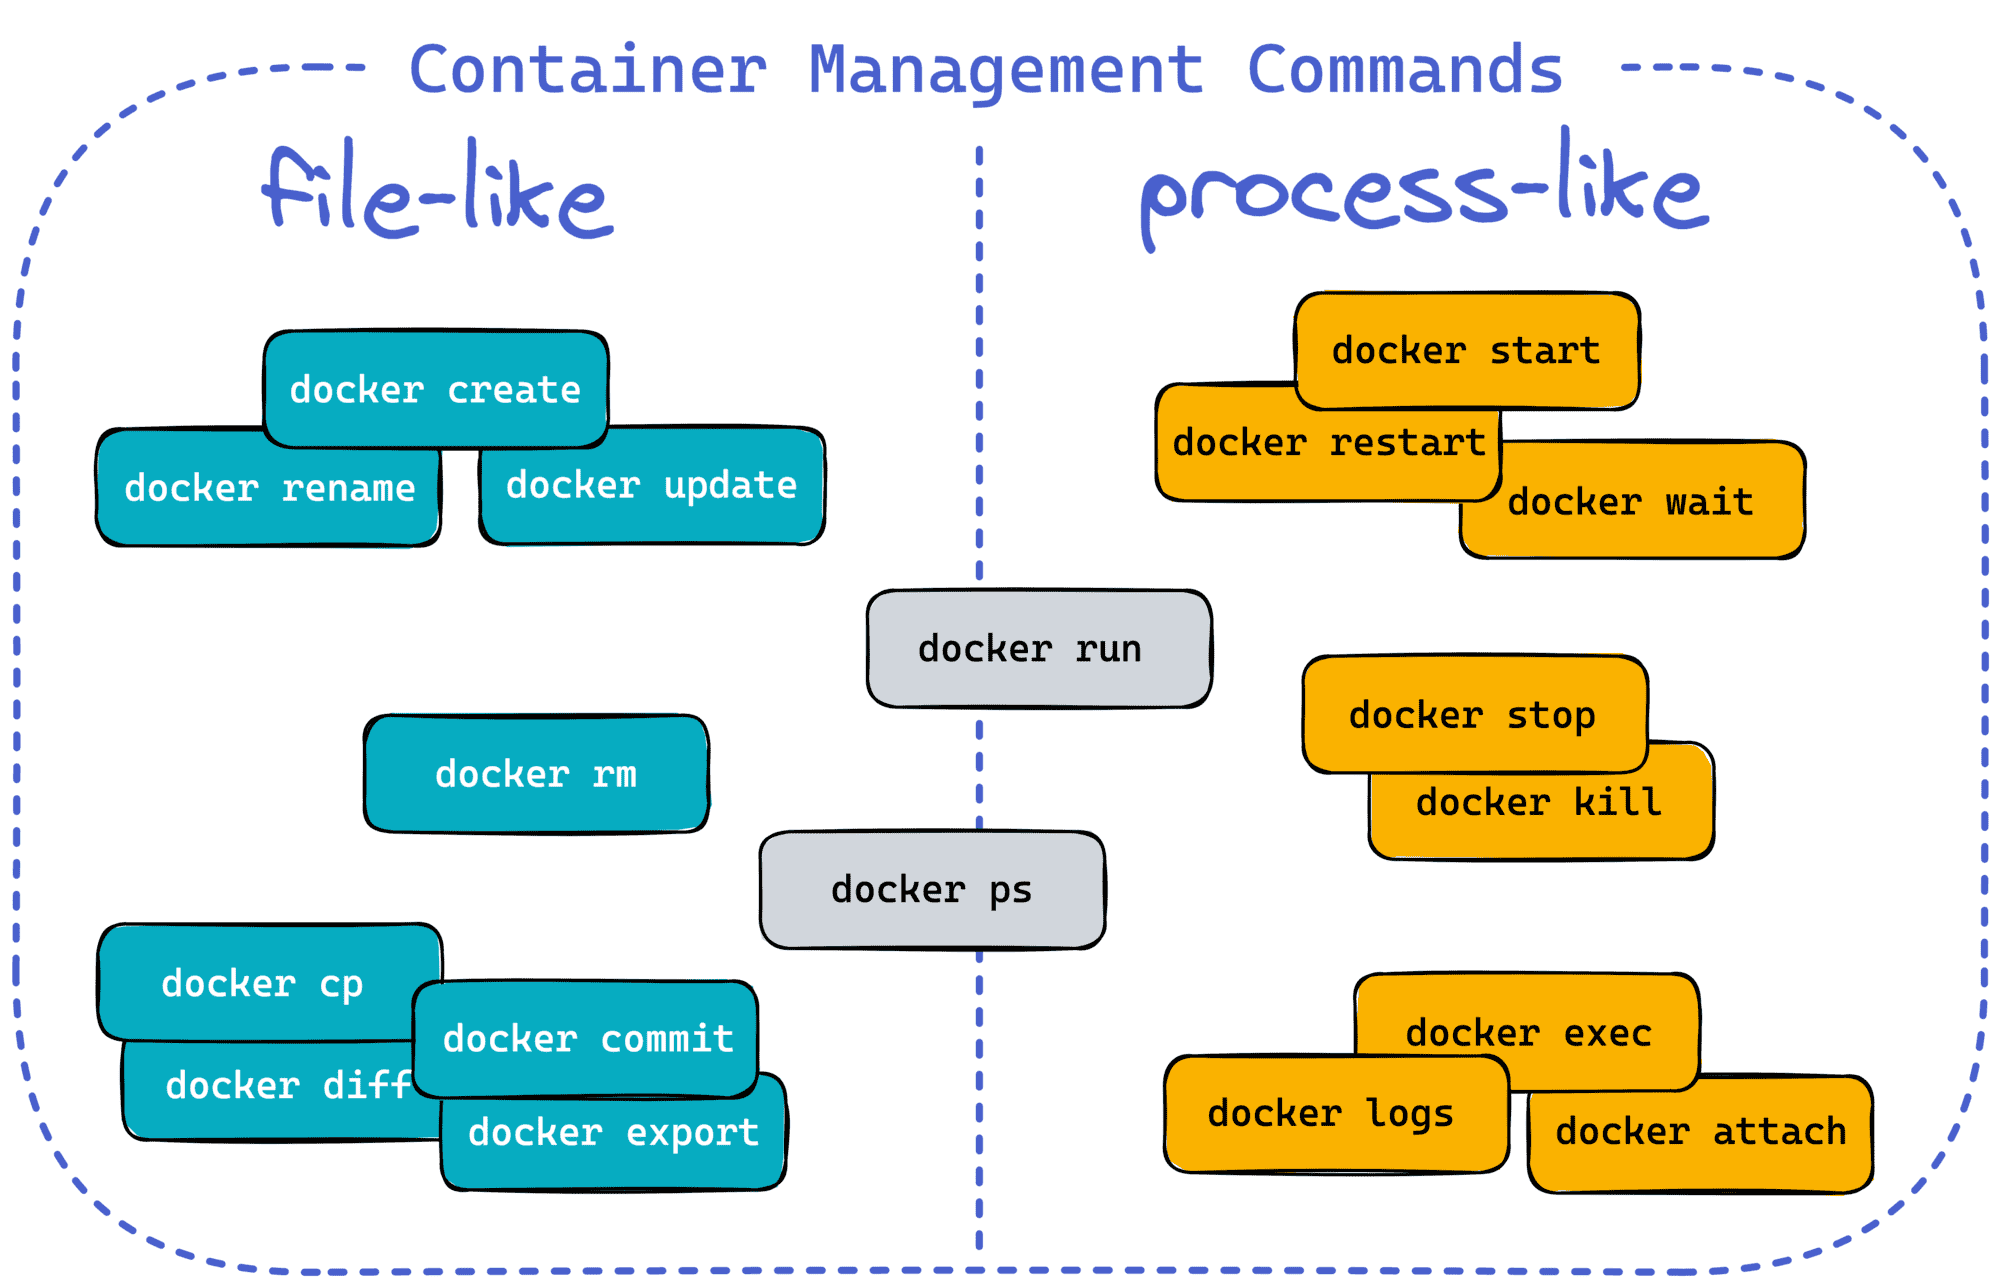 Container Management Commands
file-like
process-like
docker create
docker rename
docker update
docker rm
docker cp
docker diff
docker commit
docker export
docker run
docker ps
docker start
docker restart
docker wait
docker stop
docker kill
docker exec
docker logs
docker attach